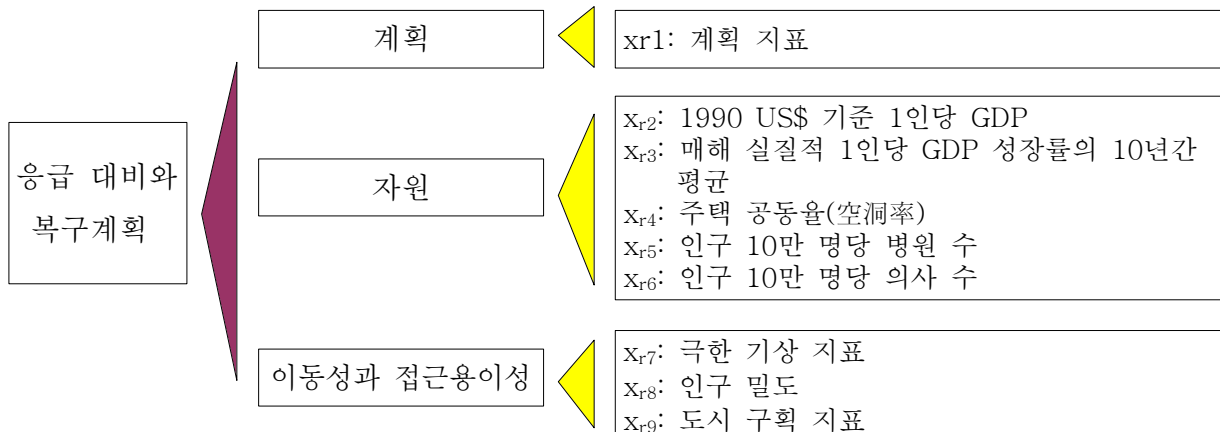 계획
xr1: 계획 지표
응급 대비와
복구계획
자원
xr2: 1990 US$ 기준 1인당 GDP
xr3: 매해 실질적 1인당 GDP 성장률의 10년간
평균
xr4: 주택 공동율(空洞率)
xr5: 인구 10만 명당 병원 수
xr6: 인구 10만 명당 의사 수
이동성과 접근용이성
xr7: 극한 기상 지표
xr8: 인구 밀도
xr9: 도시 구획 지표